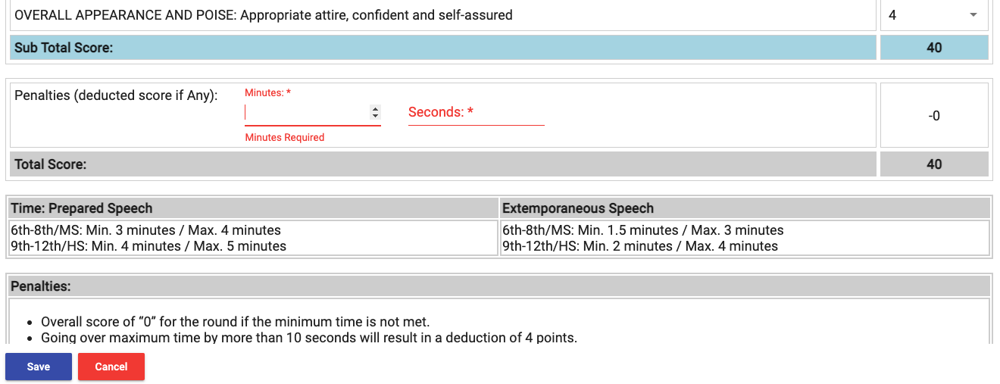 OVERALL APPEARANCE AND POISE: Appropriate attire, confident and self-assured 4
Sub Total Score: 40
Penalties (deducted score if Any): Minutes: * Seconds: * -0
Minutes Required
Total Score: 40
Time: Prepared Speech Extemporaneous Speech
6th-8th/MS: Min. 3 minutes / Max. 4 minutes 6th-8th/MS: Min. 1.5 minutes / Max. 3 minutes
9th-12th/HS: Min. 4 minutes / Max. 5 minutes 9th-12th/HS: Min. 2 minutes / Max. 4 minutes
Penalties:
• Overall score of “0” for the round if the minimum time is not met.
• Going over maximum time by more than 10 seconds will result in a deduction of 4 points.
Save Cancel